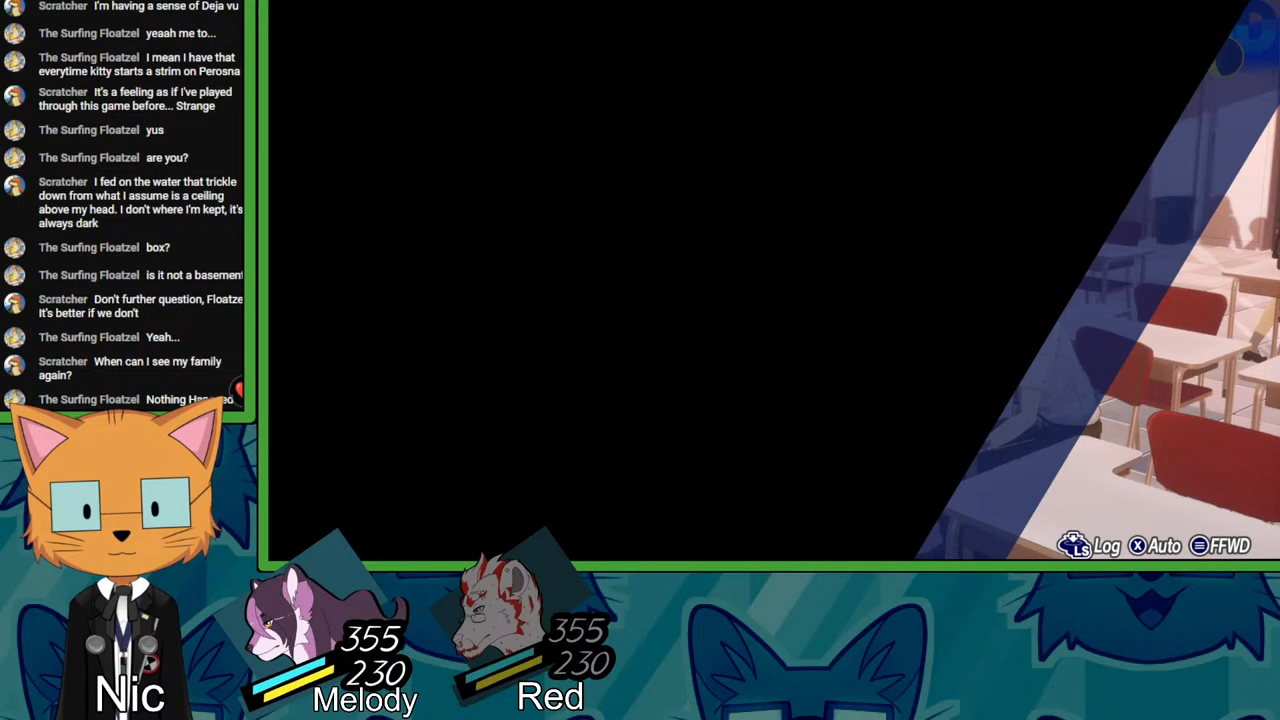 Scratcher I'm having a sense of Deja vu
The Surfing Floatzel yeaah me to...
The Surfing Floatzel I mean I have that
everytime kitty starts a strim on Perosna
Scratcher It's a feeling as if I've played
through this game before... Strange
The Surfing Floatzel yus
The Surfing Floatzel are you?
Scratcher I fed on the water that trickle
down from what I assume is a ceiling
above my head. I don't where I'm kept, it's
always dark
The Surfing Floatzel box?
The Surfing Floatzel is it not a basement
Scratcher Don't further question, Floatze
It's better if we don't
The Surfing Floatzel Yeah...
Scratcher When can I see my family
again?
The Surfing Floatzel Nothing
LS Log X Auto FFWD
355
230
Melody
355
230
Red
Nic